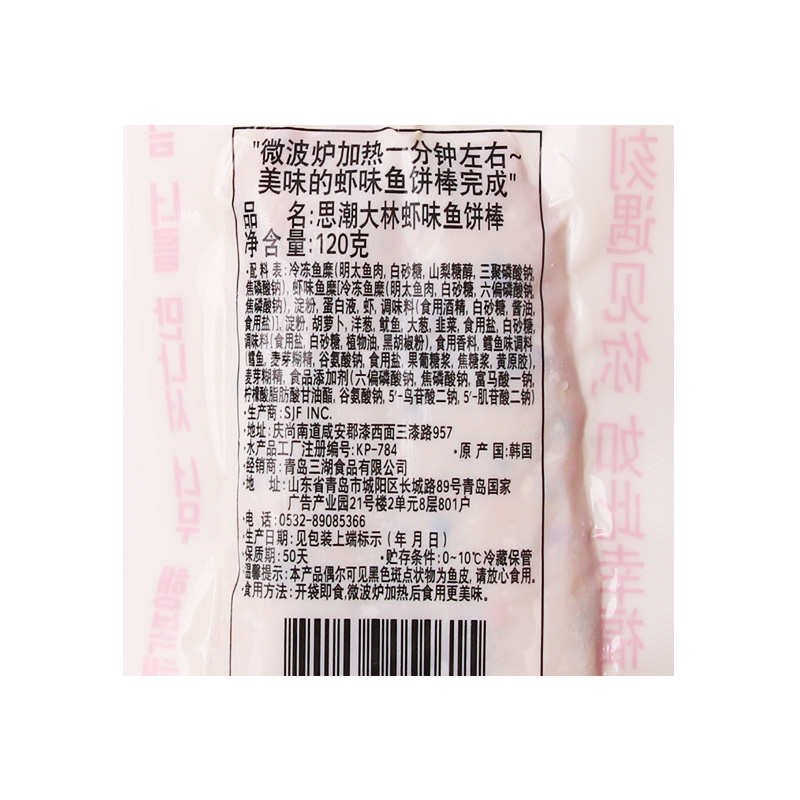 "微波炉加热一分钟左右~
美味的虾味鱼饼棒完成"
品 名:思潮大林虾味鱼饼棒
净含量:120克
·配料表:冷冻鱼糜(明太鱼肉, 白砂糖, 山梨糖醇, 三聚磷酸钠,
焦磷酸钠), 虾味鱼糜[冷冻鱼糜(明太鱼肉, 白砂糖, 六偏磷酸钠,
焦磷酸钠), 淀粉, 蛋白液, 虾, 调味料(食用酒精, 白砂糖, 酱油,
食用盐)], 淀粉, 胡萝卜, 洋葱, 鱿鱼, 大葱, 韭菜, 食用盐, 白砂糖,
调味料(食用盐, 白砂糖, 植物油, 黑胡椒粉), 食用香料, 鳕鱼味调料
(鳕鱼, 麦芽糊精, 谷氨酸钠, 食用盐, 果葡糖浆, 焦糖浆, 黄原胶),
麦芽糊精, 食品添加剂(六偏磷酸钠, 焦磷酸钠, 富马酸一钠,
柠檬酸脂肪酸甘油酯, 谷氨酸钠, 5'-鸟苷酸二钠, 5'-肌苷酸二钠)
·生产商: SJF INC.
·地址: 庆尚南道咸安郡漆西面三漆路957
·水产品工厂注册编号: KP-784 ·原产国:韩国
·经销商: 青岛三湖食品有限公司
·地 址:山东省青岛市城阳区长城路89号青岛国家
广告产业园21号楼2单元8层801户
·电 话:0532-89085366
·生产日期: 见包装上端标示 (年 月 日)
·保质期: 50天 ·贮存条件: 0~10℃冷藏保管
温馨提示: 本产品偶尔可见黑色斑点状物为鱼皮, 请放心食用。
·食用方法: 开袋即食,微波炉加热后食用更美味。
刻遇见你, 如此幸福